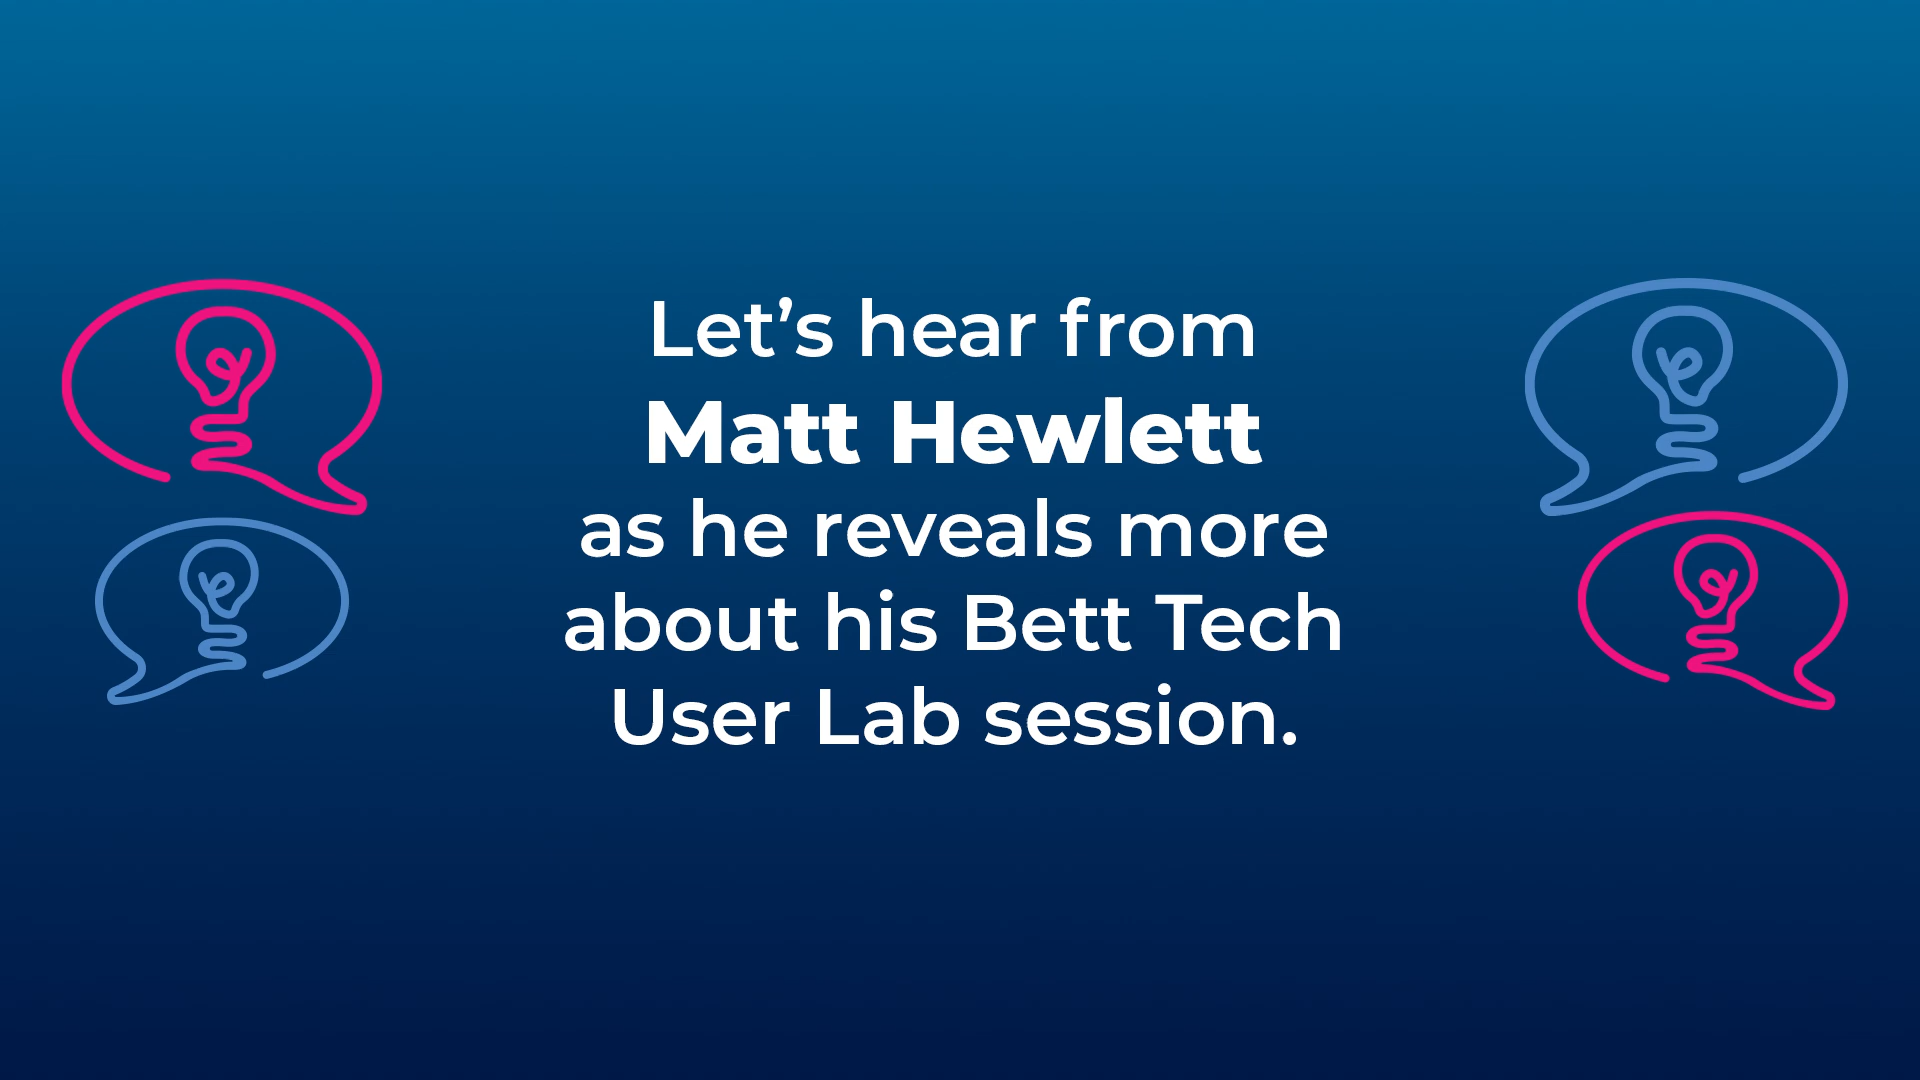 Let’s hear from
Matt Hewlett
as he reveals more
about his Bett Tech
User Lab session.